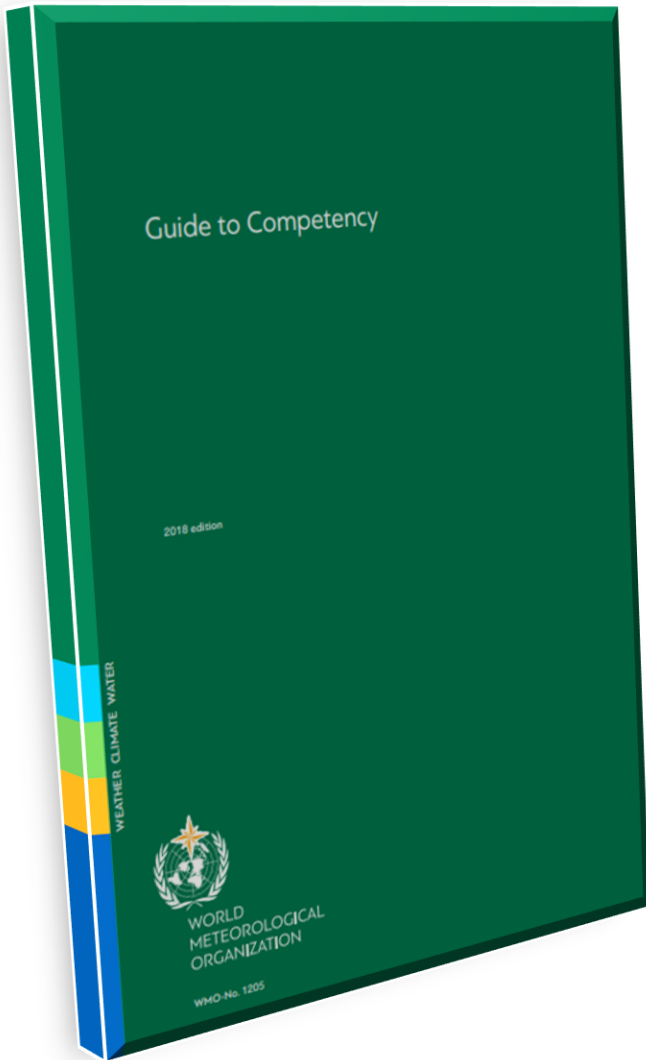 Guide to Competency
2018 edition
WEATHER CLIMATE WATER
WORLD
METEOROLOGICAL
ORGANIZATION
WMO-No. 1205